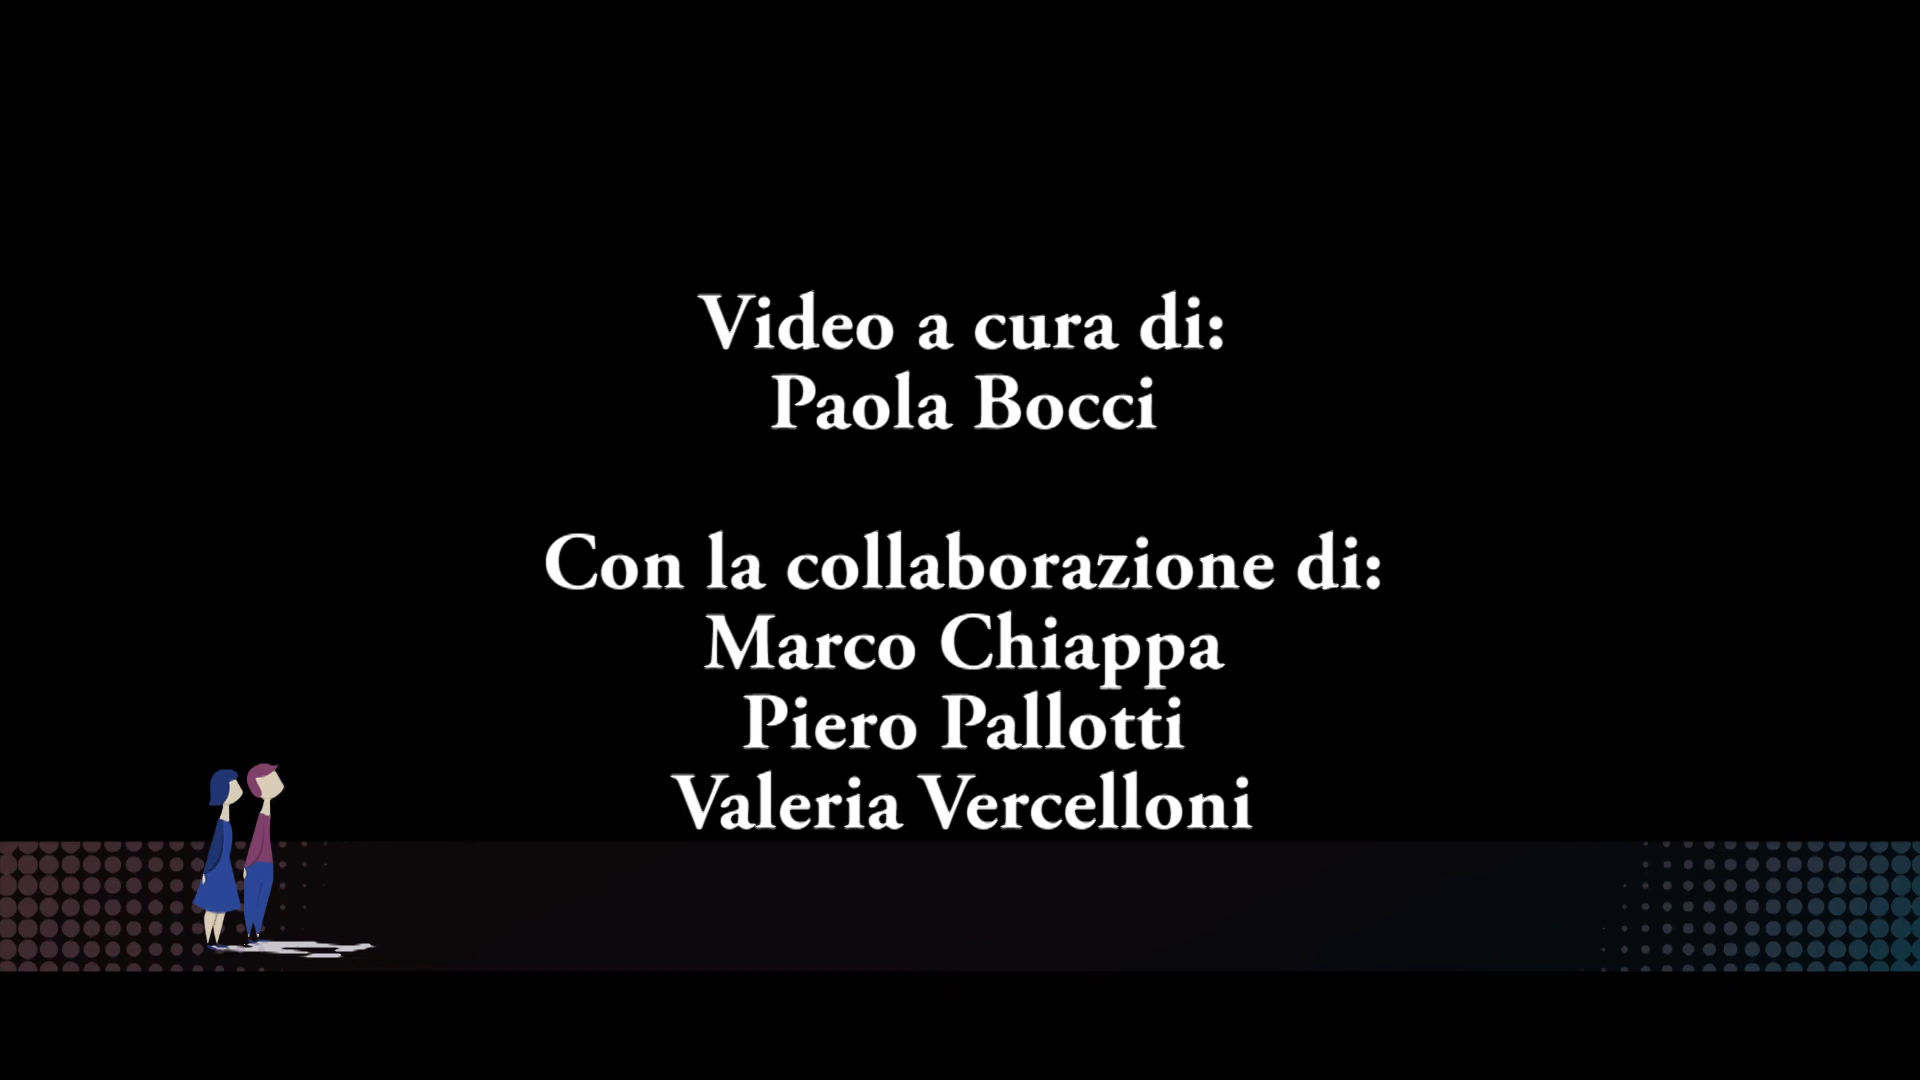 Video a cura di:
Paola Bocci
Con la collaborazione di:
Marco Chiappa
Piero Pallotti
Valeria Vercelloni